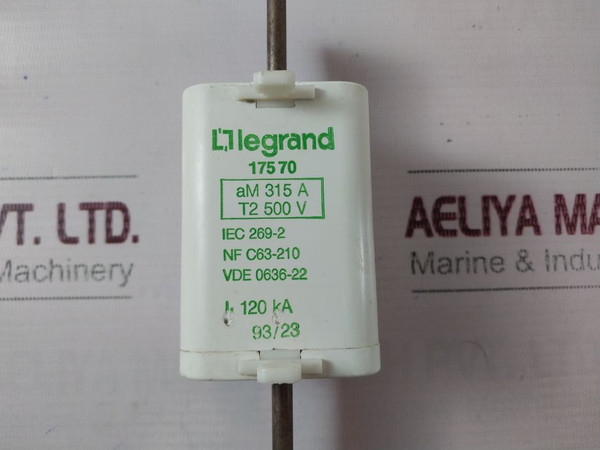 legrand
175 70
aM 315 A
T2 500 V
IEC 269-2
NF C63-210
VDE 0636-22
I₁ 120 kA
93/23
VT. LTD.
Machinery
AELIYA MA
Marine & Indu